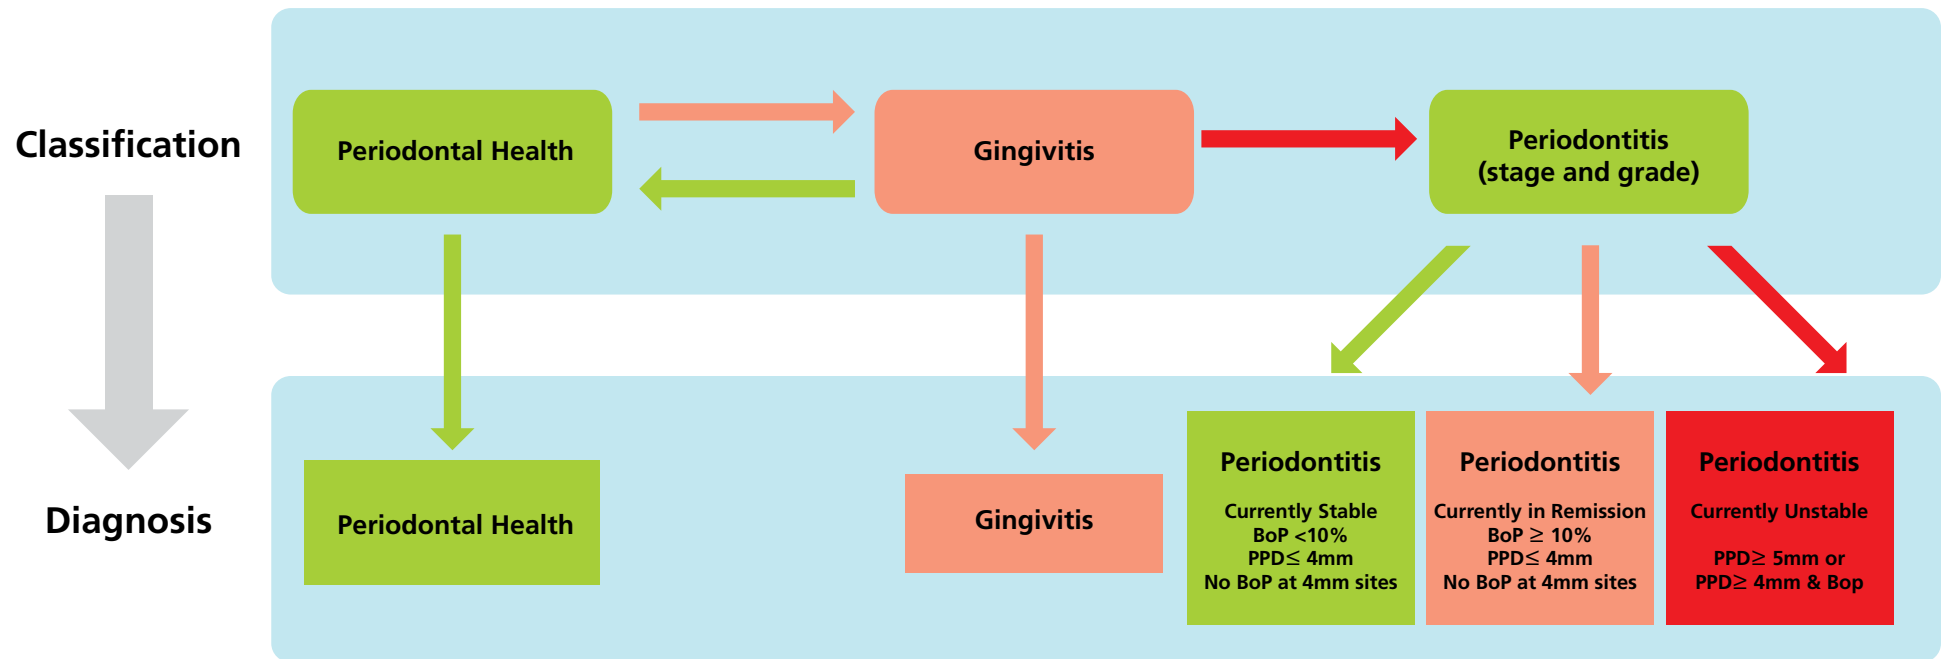 Classification
Periodontal Health
Gingivitis
Periodontitis
(stage and grade)
Diagnosis
Periodontal Health
Gingivitis
Periodontitis
Currently Stable
BoP <10%
PPD≤ 4mm
No BoP at 4mm sites
Periodontitis
Currently in Remission
BoP ≥ 10%
PPD≤ 4mm
No BoP at 4mm sites
Periodontitis
Currently Unstable
PPD≥ 5mm or
PPD≥ 4mm & Bop